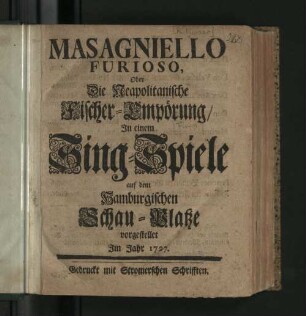 MASAGNIELLO
FURIOSO,
Oder
Die Neapolitanische
Fischer-Empörung/
In einem
Sing-Spiele
auf dem
Hamburgischen
Schau-Platze
vorgestellet
Im Jahr 1727.
Gedruckt mit Stromerschen Schrifften.